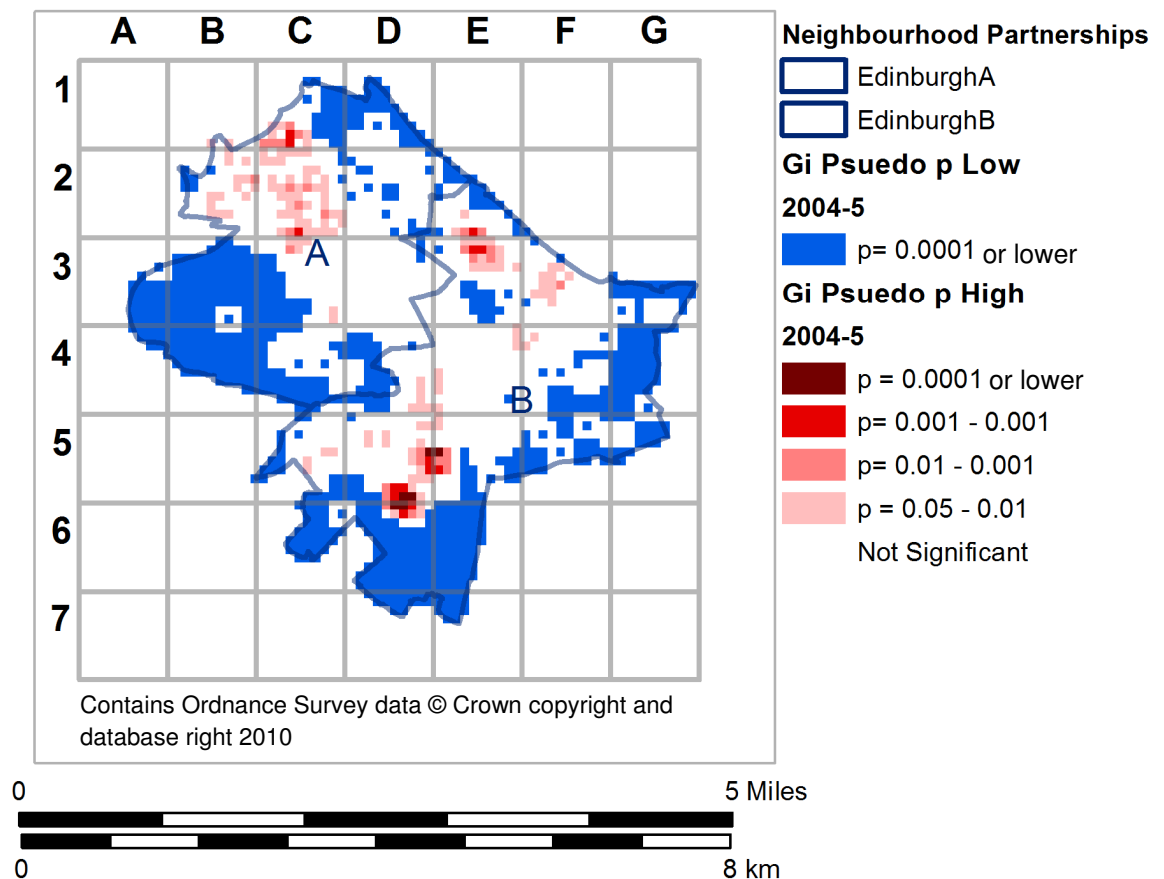 A B C D E F G
1
2
3
4
5
6
7
A
B
Contains Ordnance Survey data © Crown copyright and
database right 2010
0 5 Miles
0 8 km
Neighbourhood Partnerships
EdinburghA
EdinburghB
Gi Psuedo p Low
2004-5
p= 0.0001 or lower
Gi Psuedo p High
2004-5
p = 0.0001 or lower
p = 0.001 - 0.001
p= 0.01 - 0.001
p = 0.05 - 0.01
Not Significant